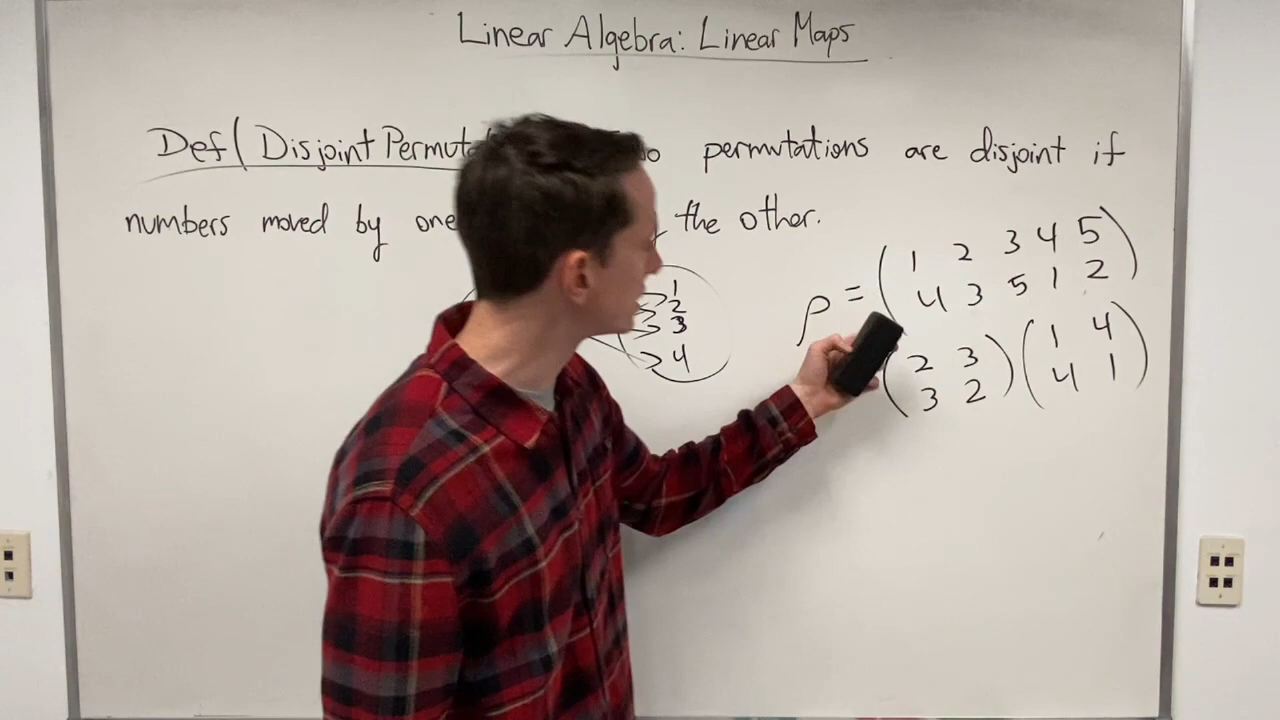 Linear Algebra: Linear Maps
Def( Disjoint Permut permutations are disjoint if
numbers moved by one the other.
1
2
3
4
ρ = ( 1 2 3 4 5
4 3 5 1 2 )
( 2 3 ) ( 1 4
3 2 4 1 )